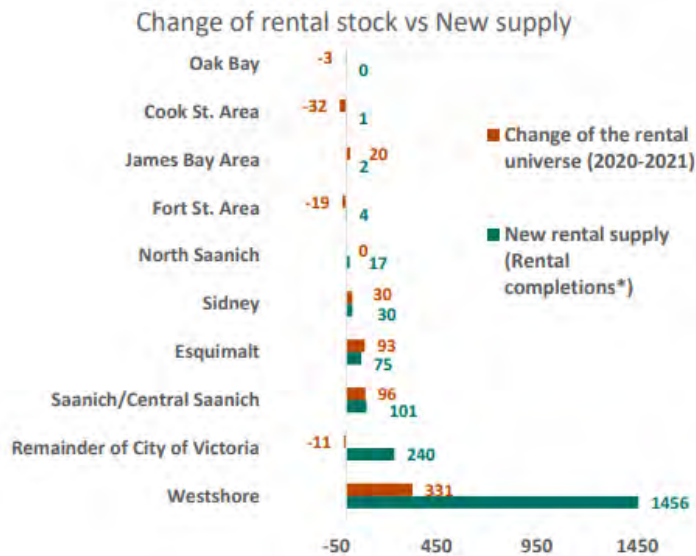 Change of rental stock vs New supply
Oak Bay
-3
0
Cook St. Area
-32
1
James Bay Area
20
2
Fort St. Area
-19
4
North Saanich
0
17
Sidney
30
30
Esquimalt
93
75
Saanich/Central Saanich
96
101
Remainder of City of Victoria
-11
240
Westshore
331
1456
-50 450 950 1450
Change of the rental
universe (2020-2021)
New rental supply
(Rental
completions*)